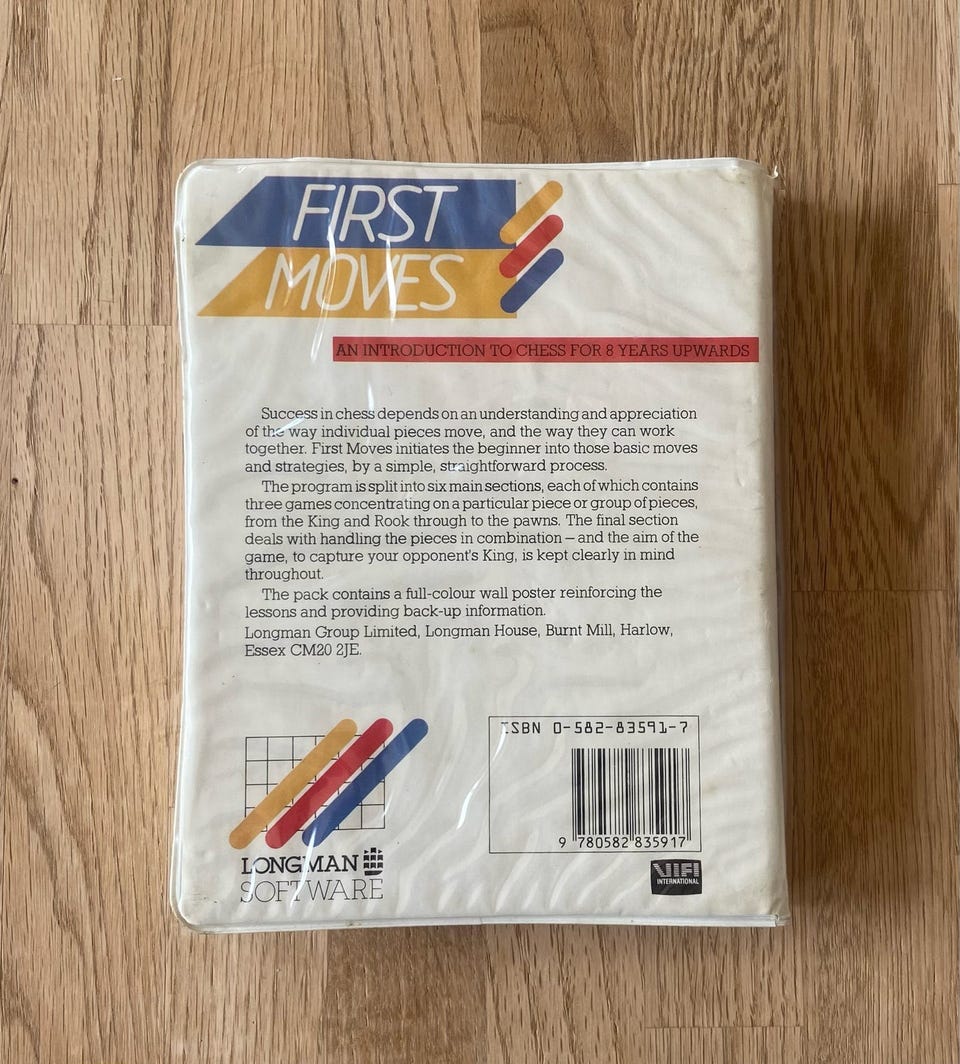 FIRST
MOVES
AN INTRODUCTION TO CHESS FOR 8 YEARS UPWARDS
Success in chess depends on an understanding and appreciation
of the way individual pieces move, and the way they can work
together. First Moves initiates the beginner into those basic moves
and strategies, by a simple, straightforward process.
The program is split into six main sections, each of which contains
three games concentrating on a particular piece or group of pieces,
from the King and Rook through to the pawns. The final section
deals with handling the pieces in combination – and the aim of the
game, to capture your opponent's King, is kept clearly in mind
throughout.
The pack contains a full-colour wall poster reinforcing the
lessons and providing back-up information.
Longman Group Limited, Longman House, Burnt Mill, Harlow,
Essex CM20 2JE.
LONGMAN
SOFTWARE
ISBN 0-582-83591-7
9 780582 835917
VIFI
INTERNATIONAL